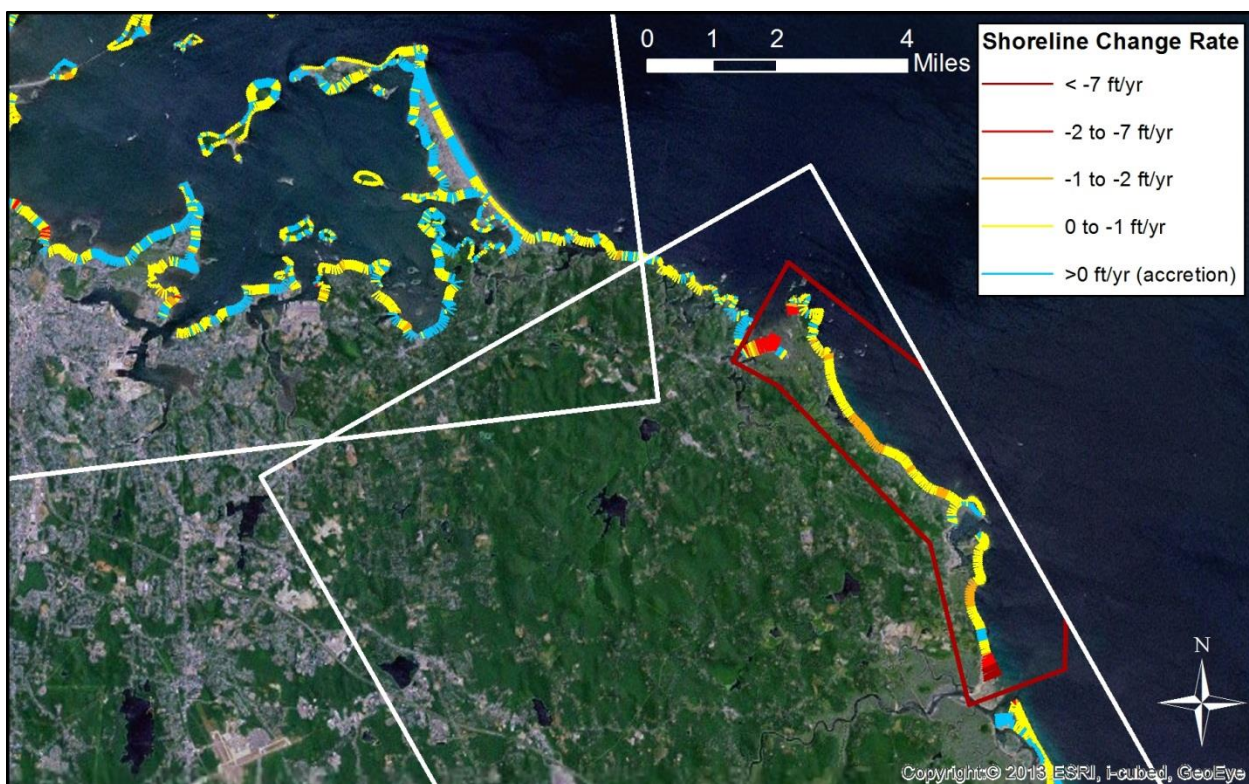 0 1 2 4
Miles
Shoreline Change Rate
< -7 ft/yr
-2 to -7 ft/yr
-1 to -2 ft/yr
0 to -1 ft/yr
>0 ft/yr (accretion)
N
Copyright:© 2013 ESRI, i-cubed, GeoEye